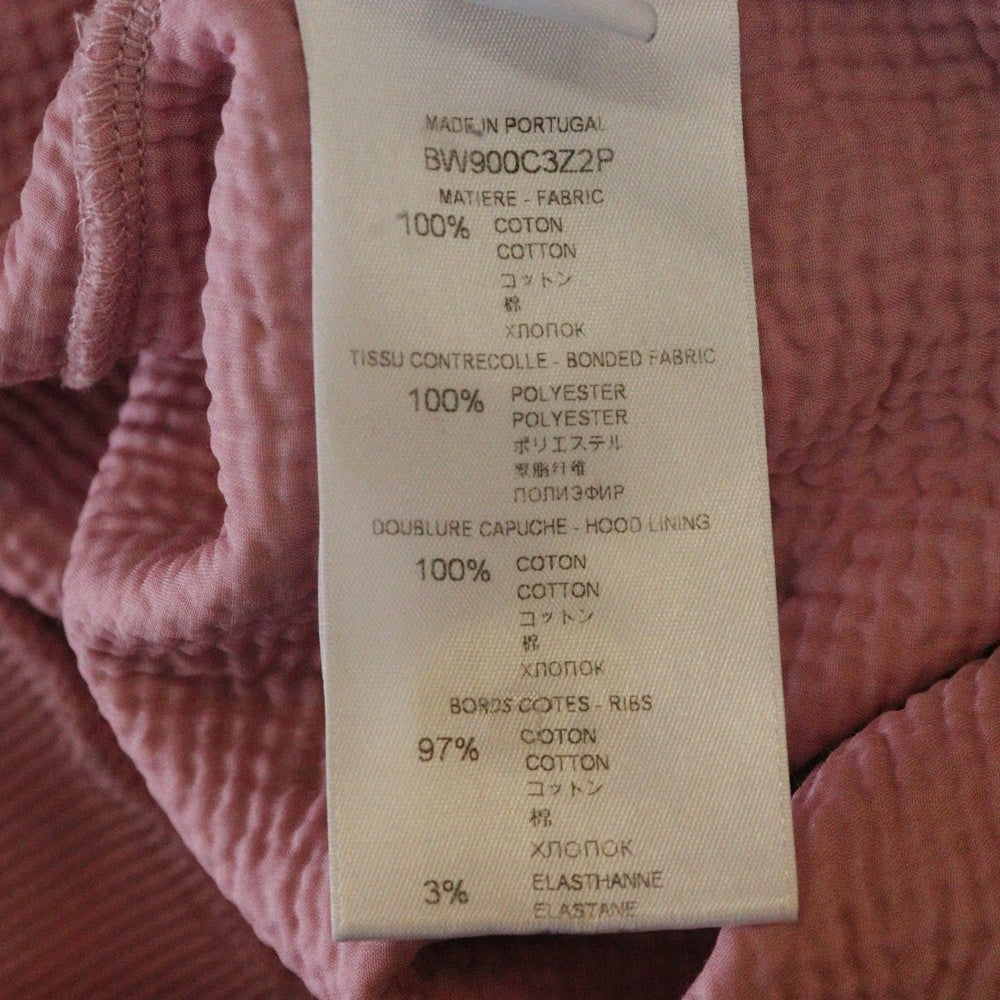 MADE IN PORTUGAL
BW900C3Z2P
MATIERE - FABRIC
100% COTON
COTTON
コットン
棉
ХЛОПОК
TISSU CONTRECOLLE - BONDED FABRIC
100% POLYESTER
POLYESTER
ポリエステル
聚脂纤维
ПОЛИЭФИР
DOUBLURE CAPUCHE - HOOD LINING
100% COTON
COTTON
コットン
棉
ХЛОПОК
BORDS COTES - RIBS
97% COTON
COTTON
コットン
棉
ХЛОПОК
3% ELASTHANNE
ELASTANE